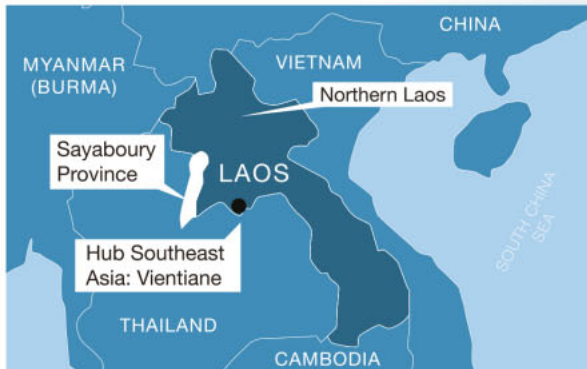 CHINA
MYANMAR
(BURMA)
VIETNAM
Northern Laos
Sayaboury
Province
LAOS
Hub Southeast
Asia: Vientiane
SOUTH CHINA
SEA
THAILAND
CAMBODIA